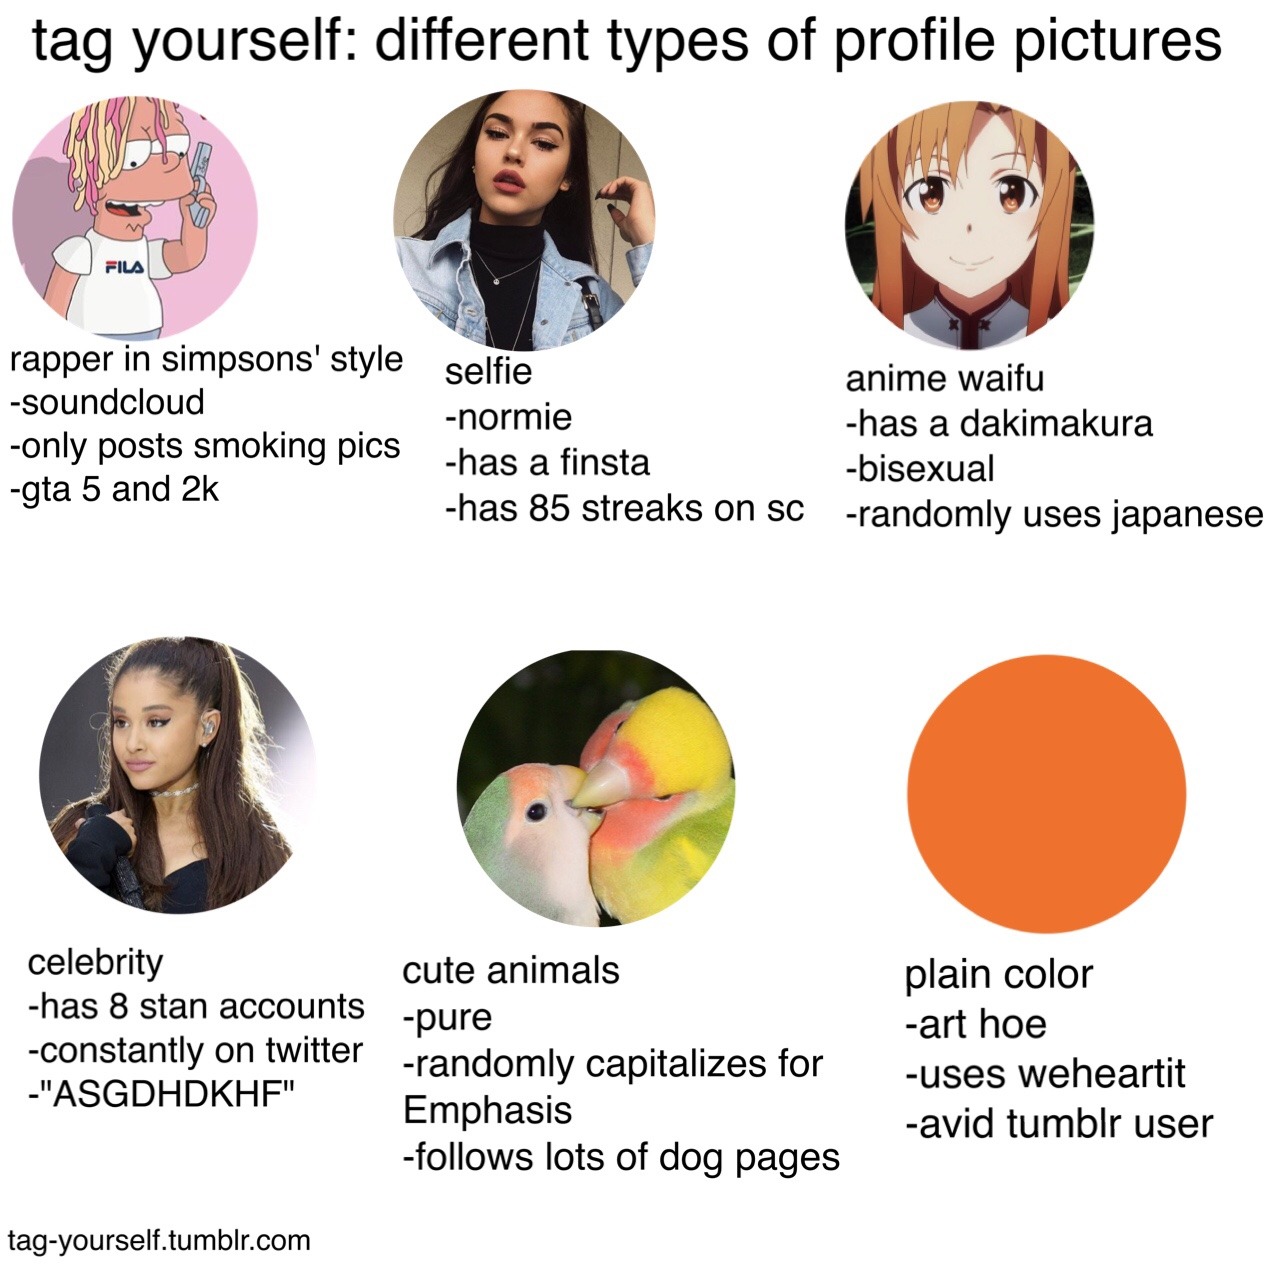 tag yourself: different types of profile pictures
FILA
rapper in simpsons' style
-soundcloud
-only posts smoking pics
-gta 5 and 2k
selfie
-normie
-has a finsta
-has 85 streaks on sc
anime waifu
-has a dakimakura
-bisexual
-randomly uses japanese
celebrity
-has 8 stan accounts
-constantly on twitter
-"ASGDHDKHF"
cute animals
-pure
-randomly capitalizes for
Emphasis
-follows lots of dog pages
plain color
-art hoe
-uses weheartit
-avid tumblr user
tag-yourself.tumblr.com